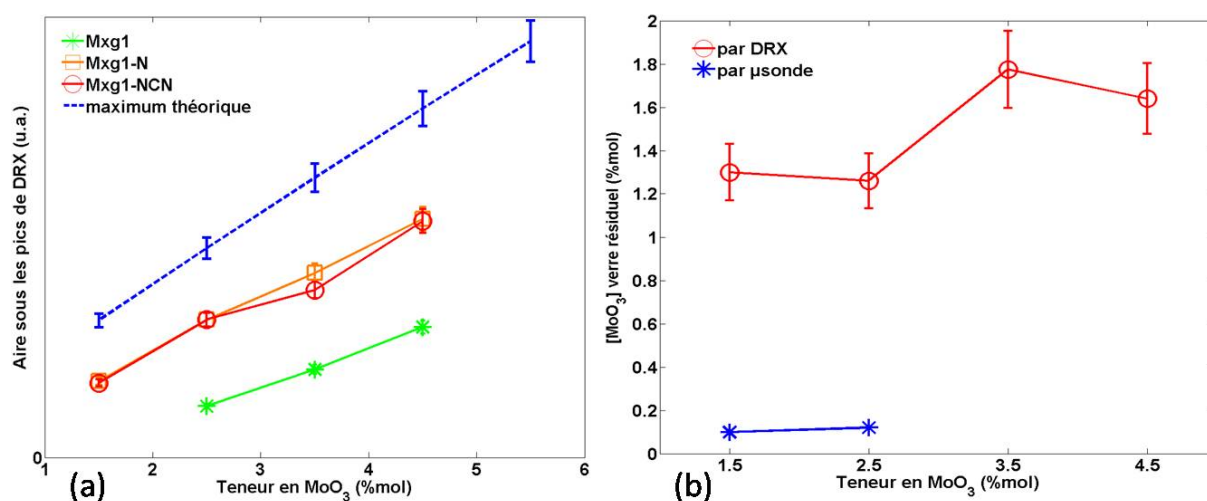 Mxg1
Mxg1-N
Mxg1-NCN
maximum théorique
Aire sous les pics de DRX (u.a.)
0
1
2
3
4
5
6
Teneur en MoO3 (%mol)
(a)
par DRX
par µsonde
[MoO3] verre résiduel (%mol)
2
1.8
1.6
1.4
1.2
1
0.8
0.6
0.4
0.2
0
1.5
2.5
3.5
4.5
Teneur en MoO3 (%mol)
(b)